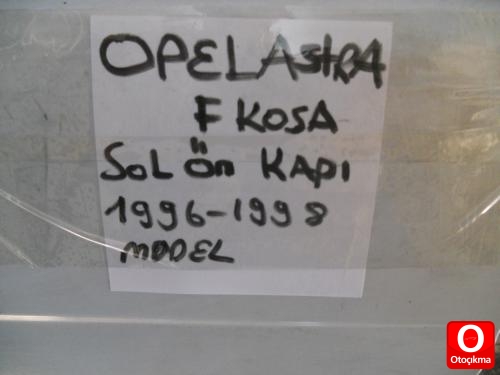 OPEL AStRA
F KOSA
SoL Ön KAPI
1996-1998
MODEL
O
Otoçıkma